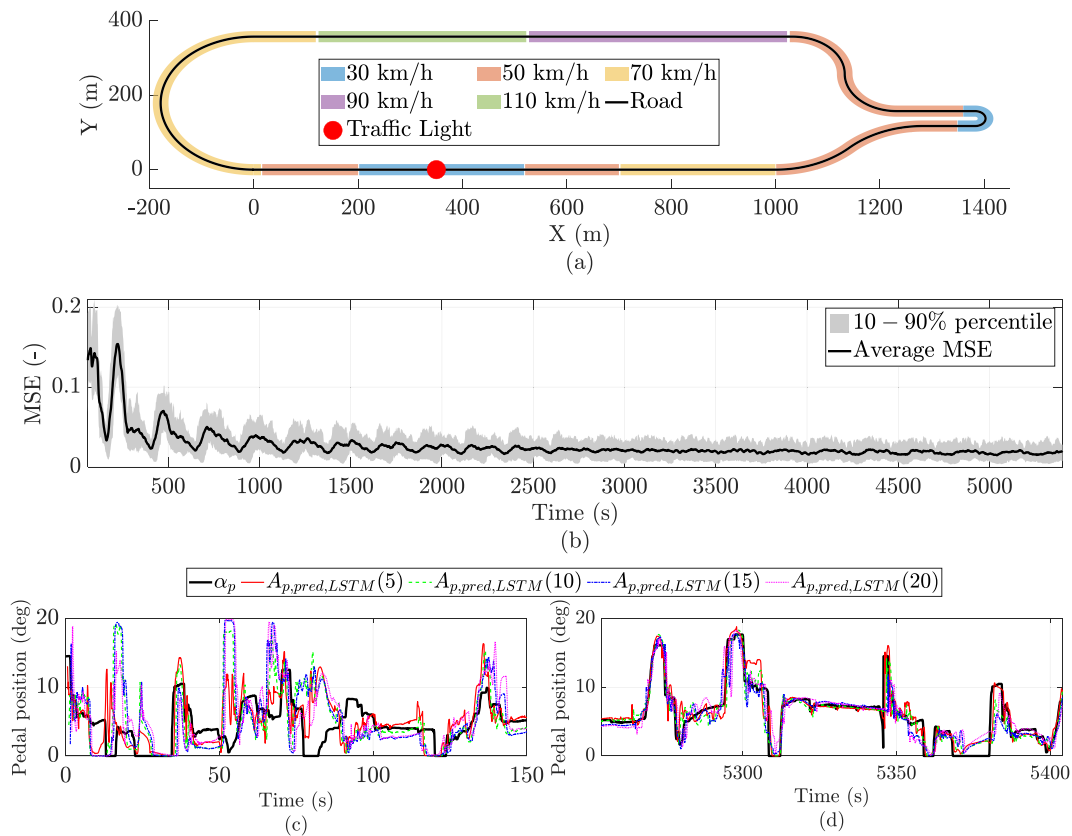 400
200
0
Y (m)
30 km/h 50 km/h 70 km/h
90 km/h 110 km/h Road
Traffic Light
-200 0 200 400 600 800 1000 1200 1400
X (m)
(a)
0.2
0.1
0
MSE (-)
10 − 90% percentile
Average MSE
500 1000 1500 2000 2500 3000 3500 4000 4500 5000
Time (s)
(b)
α_p A_{p,pred,LSTM}(5) A_{p,pred,LSTM}(10) A_{p,pred,LSTM}(15) A_{p,pred,LSTM}(20)
20
10
0
Pedal position (deg)
0 50 100 150
Time (s)
(c)
20
10
0
Pedal position (deg)
5300 5350 5400
Time (s)
(d)